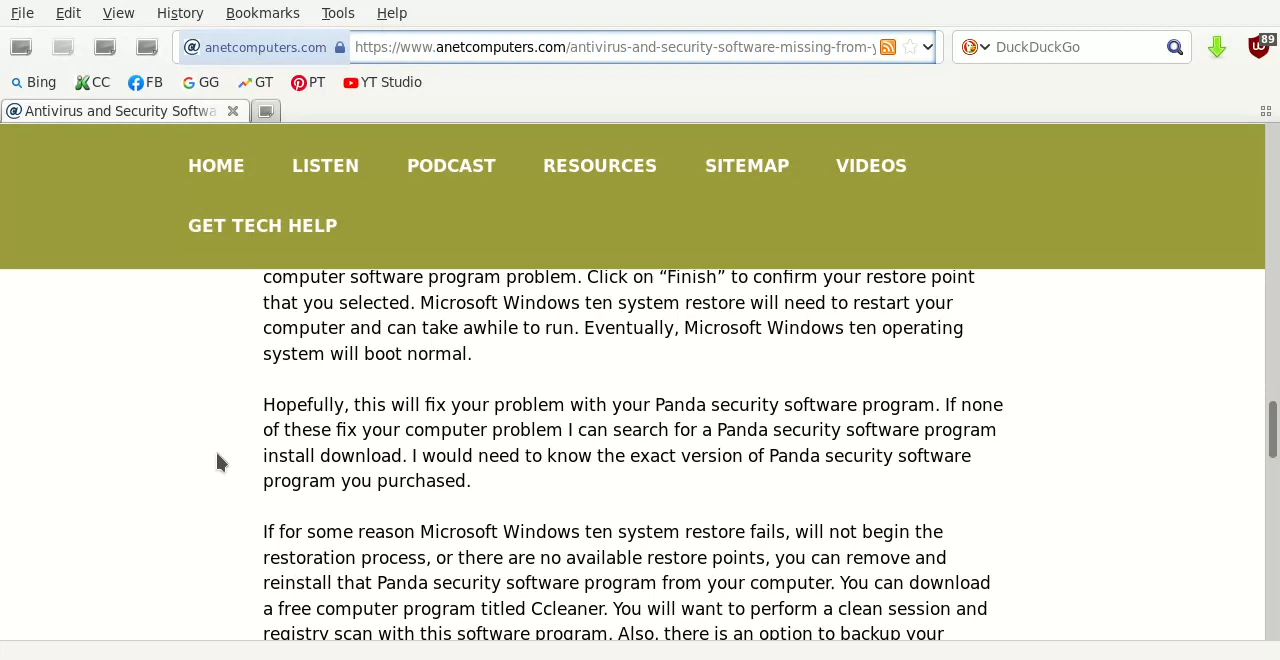 File Edit View History Bookmarks Tools Help
anetcomputers.com https://www.anetcomputers.com/antivirus-and-security-software-missing-from-y DuckDuckGo 89
Bing CC FB GG GT PT YT Studio
Antivirus and Security Softwa
HOME LISTEN PODCAST RESOURCES SITEMAP VIDEOS
GET TECH HELP
computer software program problem. Click on “Finish” to confirm your restore point
that you selected. Microsoft Windows ten system restore will need to restart your
computer and can take awhile to run. Eventually, Microsoft Windows ten operating
system will boot normal.
Hopefully, this will fix your problem with your Panda security software program. If none
of these fix your computer problem I can search for a Panda security software program
install download. I would need to know the exact version of Panda security software
program you purchased.
If for some reason Microsoft Windows ten system restore fails, will not begin the
restoration process, or there are no available restore points, you can remove and
reinstall that Panda security software program from your computer. You can download
a free computer program titled Ccleaner. You will want to perform a clean session and
registry scan with this software program. Also, there is an option to backup your